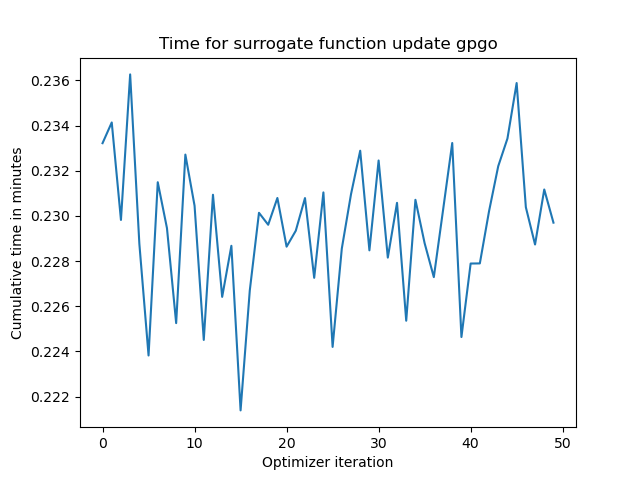 Time for surrogate function update gpgo
0.236
0.234
0.232
0.230
0.228
0.226
0.224
0.222
Cumulative time in minutes
0 10 20 30 40 50
Optimizer iteration